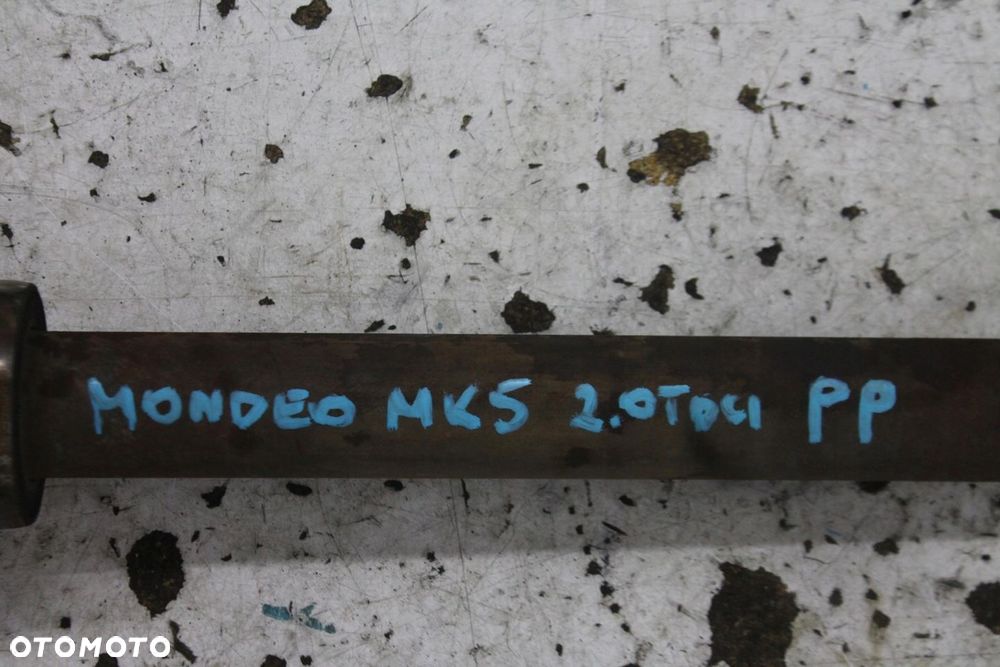 MONDEO MK5 2.0TDCI PP
OTOMOTO